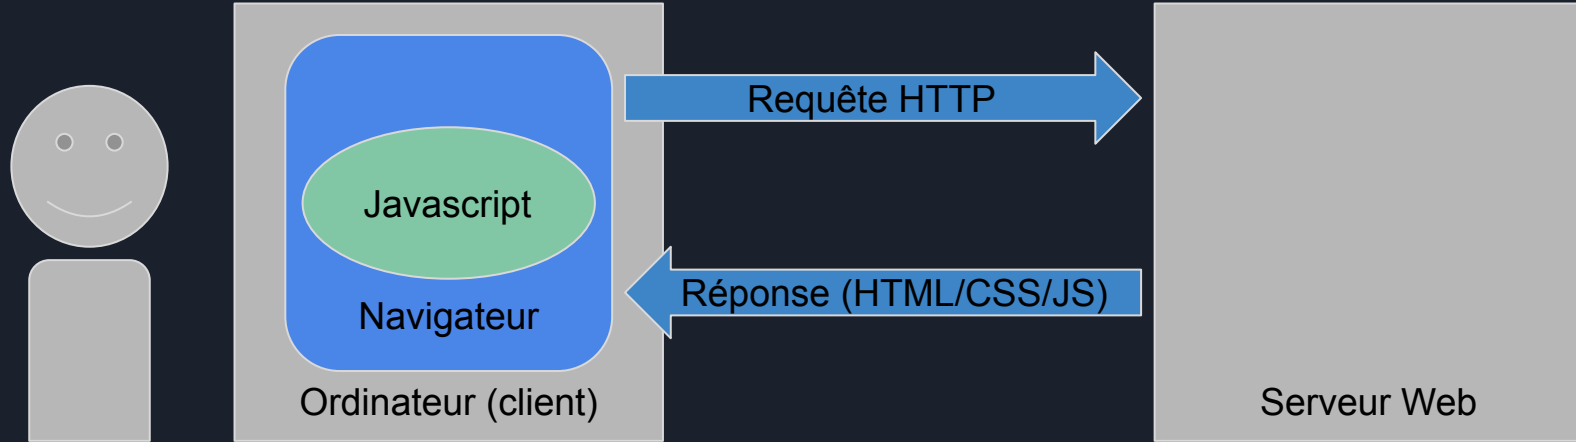 Requête HTTP
Javascript
Réponse (HTML/CSS/JS)
Navigateur
Ordinateur (client)
Serveur Web